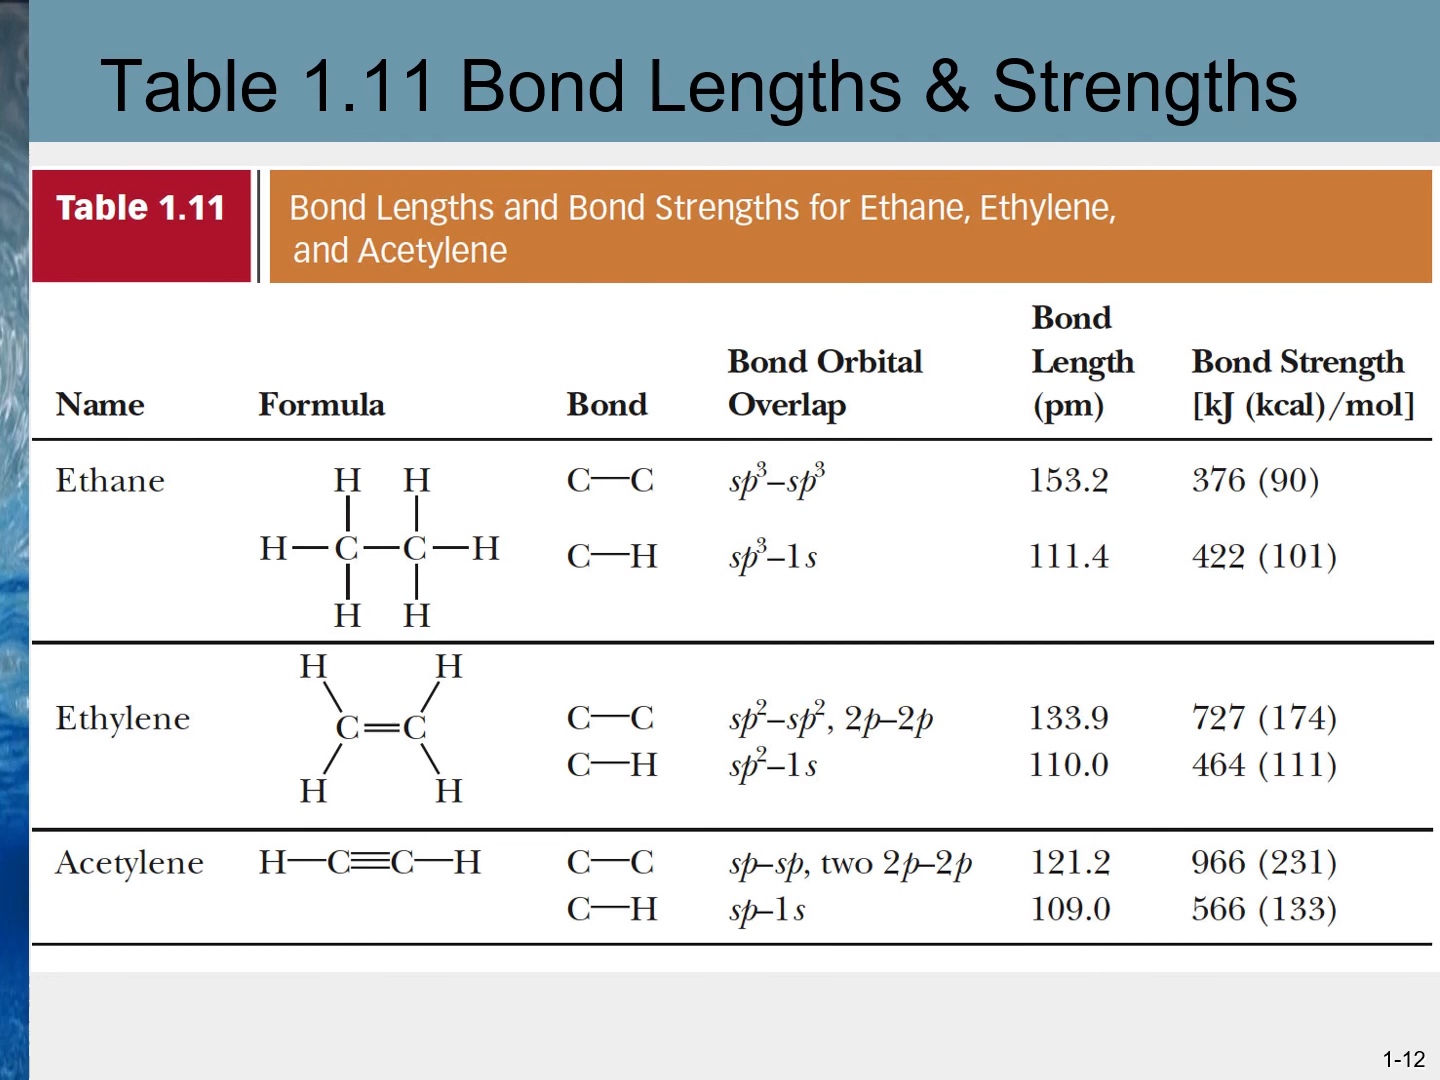 Table 1.11 Bond Lengths & Strengths
Table 1.11
Bond Lengths and Bond Strengths for Ethane, Ethylene,
and Acetylene
Name Formula Bond Bond Orbital Overlap Bond Length (pm) Bond Strength [kJ (kcal)/mol]
Ethane
H H
H—C—C—H
H H
C—C sp³–sp³ 153.2 376 (90)
C—H sp³–1s 111.4 422 (101)
Ethylene
H H
C=C
H H
C—C sp²–sp², 2p–2p 133.9 727 (174)
C—H sp²–1s 110.0 464 (111)
Acetylene H—C≡C—H C—C sp–sp, two 2p–2p 121.2 966 (231)
C—H sp–1s 109.0 566 (133)
1-12